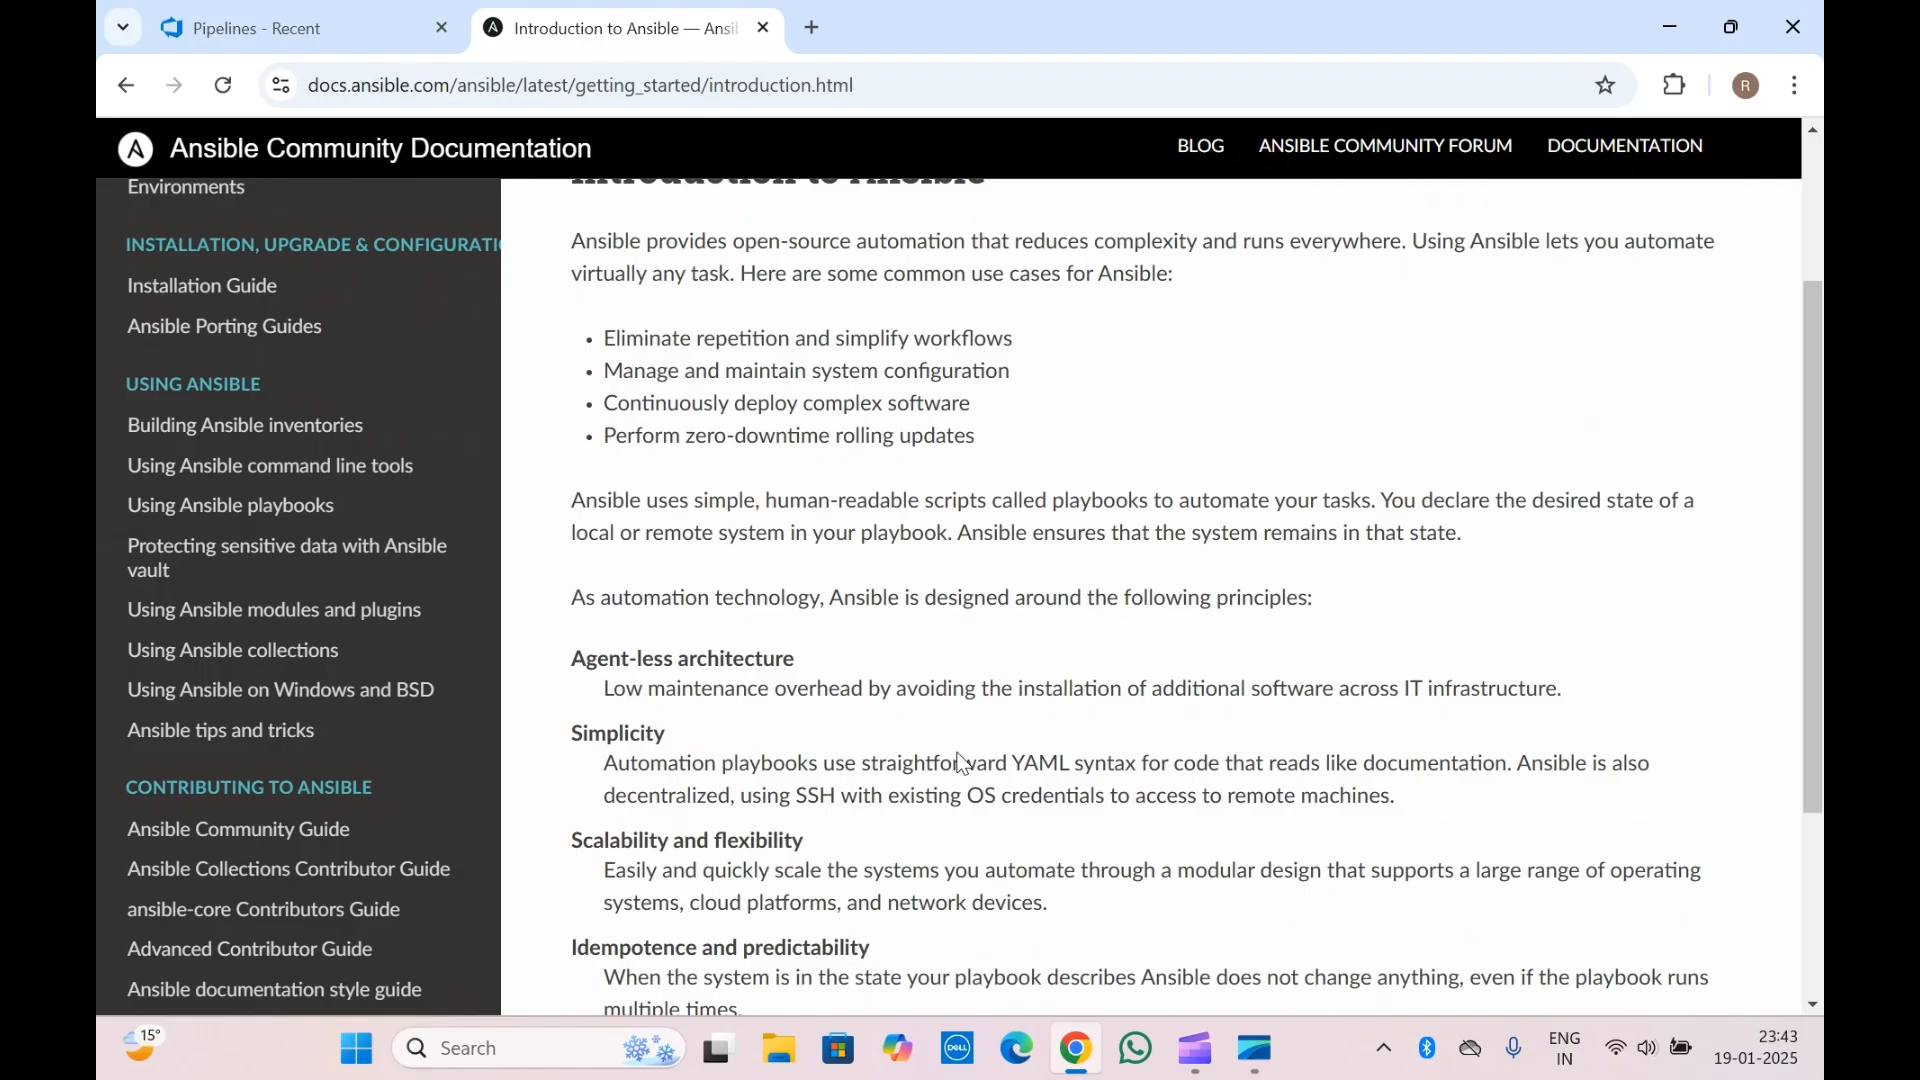 Pipelines - Recent
Introduction to Ansible — Ansi
docs.ansible.com/ansible/latest/getting_started/introduction.html
R
A Ansible Community Documentation
BLOG ANSIBLE COMMUNITY FORUM DOCUMENTATION
Environments
INSTALLATION, UPGRADE & CONFIGURATI
Installation Guide
Ansible Porting Guides
USING ANSIBLE
Building Ansible inventories
Using Ansible command line tools
Using Ansible playbooks
Protecting sensitive data with Ansible
vault
Using Ansible modules and plugins
Using Ansible collections
Using Ansible on Windows and BSD
Ansible tips and tricks
CONTRIBUTING TO ANSIBLE
Ansible Community Guide
Ansible Collections Contributor Guide
ansible-core Contributors Guide
Advanced Contributor Guide
Ansible documentation style guide
Introduction to Ansible
Ansible provides open-source automation that reduces complexity and runs everywhere. Using Ansible lets you automate
virtually any task. Here are some common use cases for Ansible:
• Eliminate repetition and simplify workflows
• Manage and maintain system configuration
• Continuously deploy complex software
• Perform zero-downtime rolling updates
Ansible uses simple, human-readable scripts called playbooks to automate your tasks. You declare the desired state of a
local or remote system in your playbook. Ansible ensures that the system remains in that state.
As automation technology, Ansible is designed around the following principles:
Agent-less architecture
Low maintenance overhead by avoiding the installation of additional software across IT infrastructure.
Simplicity
Automation playbooks use straightforward YAML syntax for code that reads like documentation. Ansible is also
decentralized, using SSH with existing OS credentials to access to remote machines.
Scalability and flexibility
Easily and quickly scale the systems you automate through a modular design that supports a large range of operating
systems, cloud platforms, and network devices.
Idempotence and predictability
When the system is in the state your playbook describes Ansible does not change anything, even if the playbook runs
multiple times.
15°
Search
DELL
ENG
IN
23:43
19-01-2025